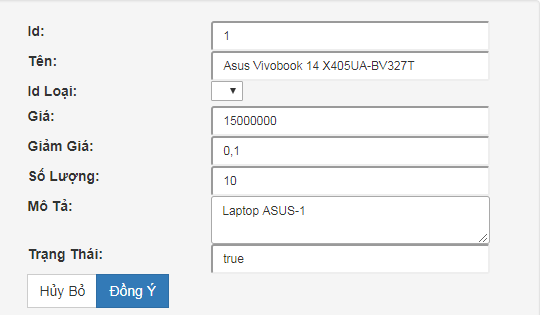 Id: 1
Tên: Asus Vivobook 14 X405UA-BV327T
Id Loại:
Giá: 15000000
Giảm Giá: 0,1
Số Lượng: 10
Mô Tả: Laptop ASUS-1
Trạng Thái: true
Hủy Bỏ Đồng Ý